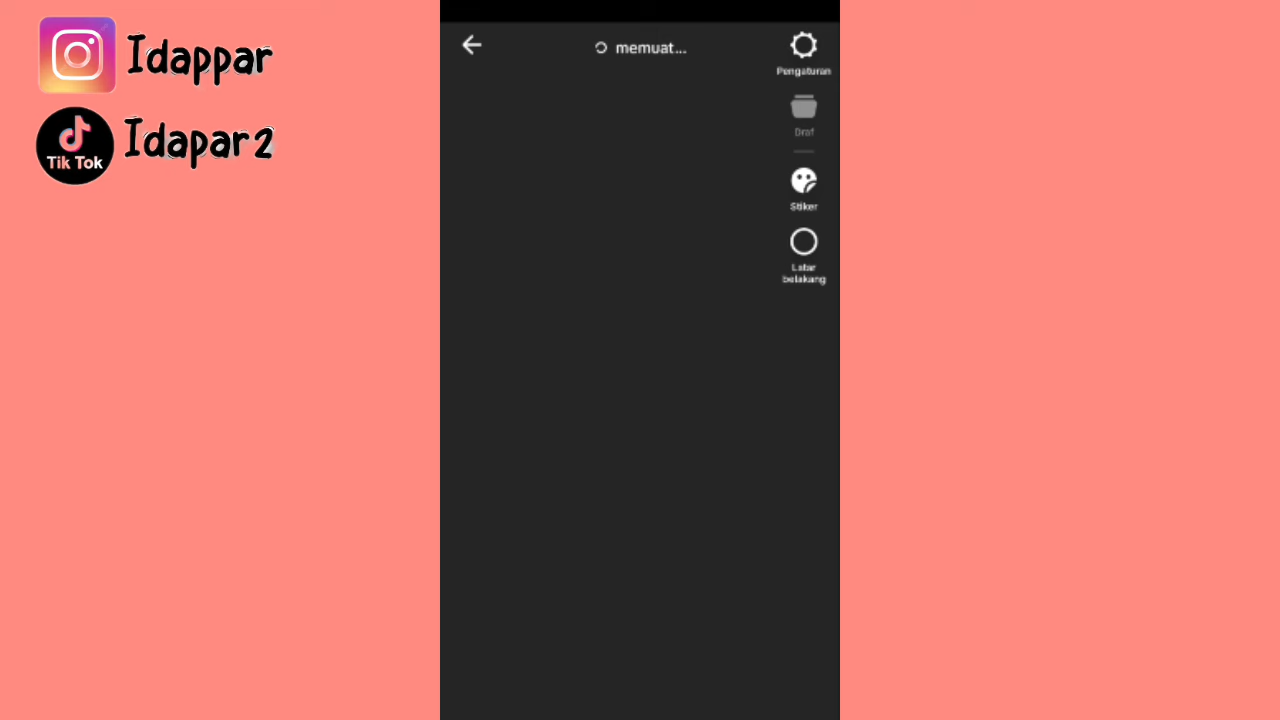 Idappar
Tik Tok
Idapar2
memuat...
Pengaturan
Draf
Stiker
Latar
belakang